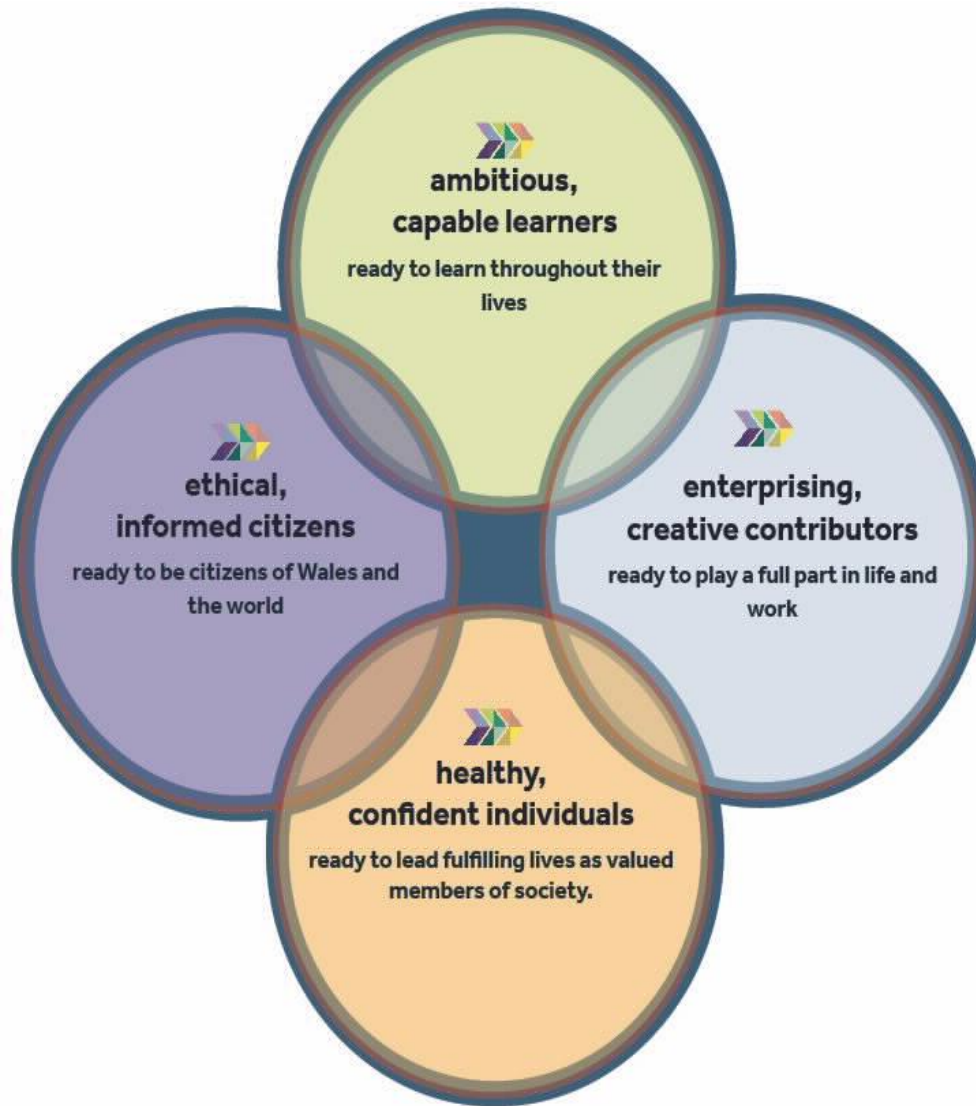 ambitious,
capable learners
ready to learn throughout their
lives
ethical,
informed citizens
ready to be citizens of Wales and
the world
enterprising,
creative contributors
ready to play a full part in life and
work
healthy,
confident individuals
ready to lead fulfilling lives as valued
members of society.